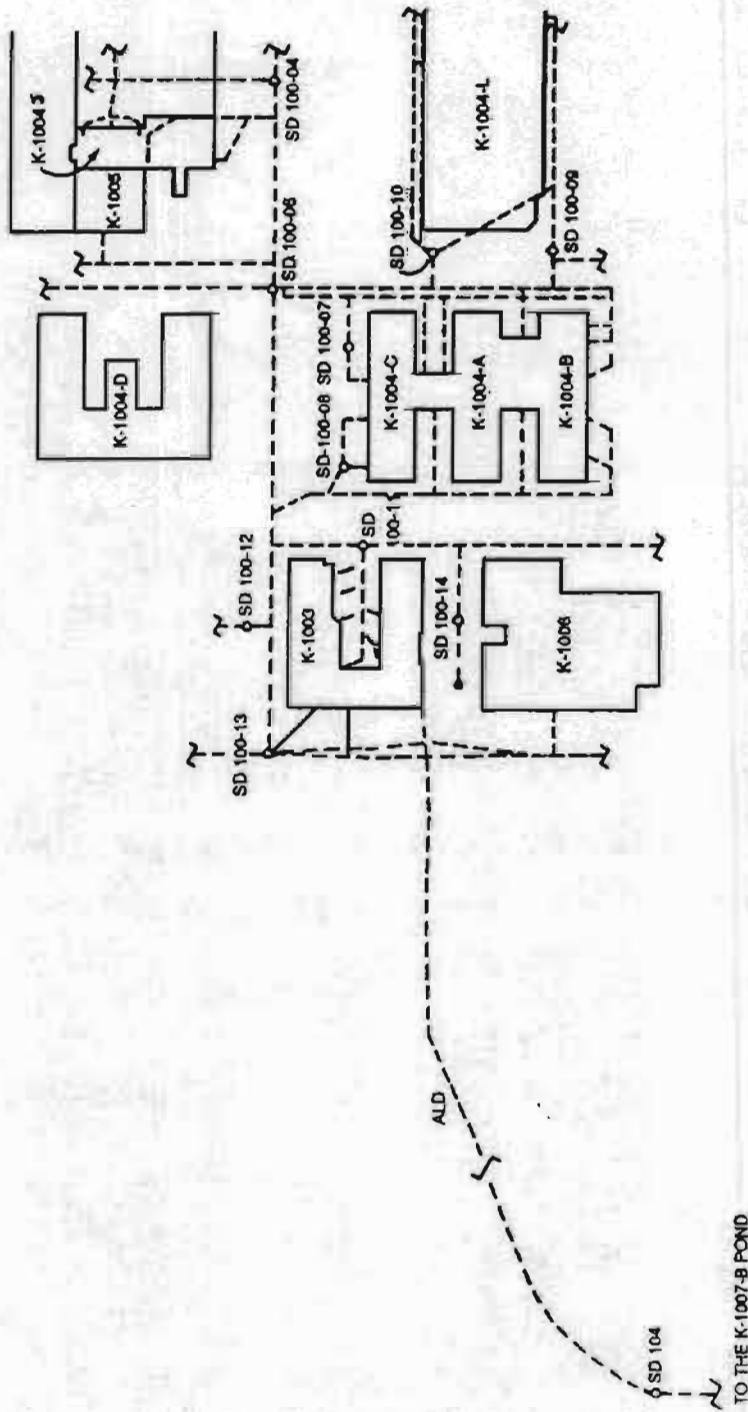 K-1004 S
K-1005
SD 100-04
SD 100-06
K-1004-L
SD 100-10
SD 100-09
K-1004-D
SD 100-07
SD-100-08
K-1004-C
K-1004-A
K-1004-B
SD
100-11
SD 100-12
K-1003
SD 100-14
K-1006
SD 100-13
ALD
SD 104
TO THE K-1007-B POND